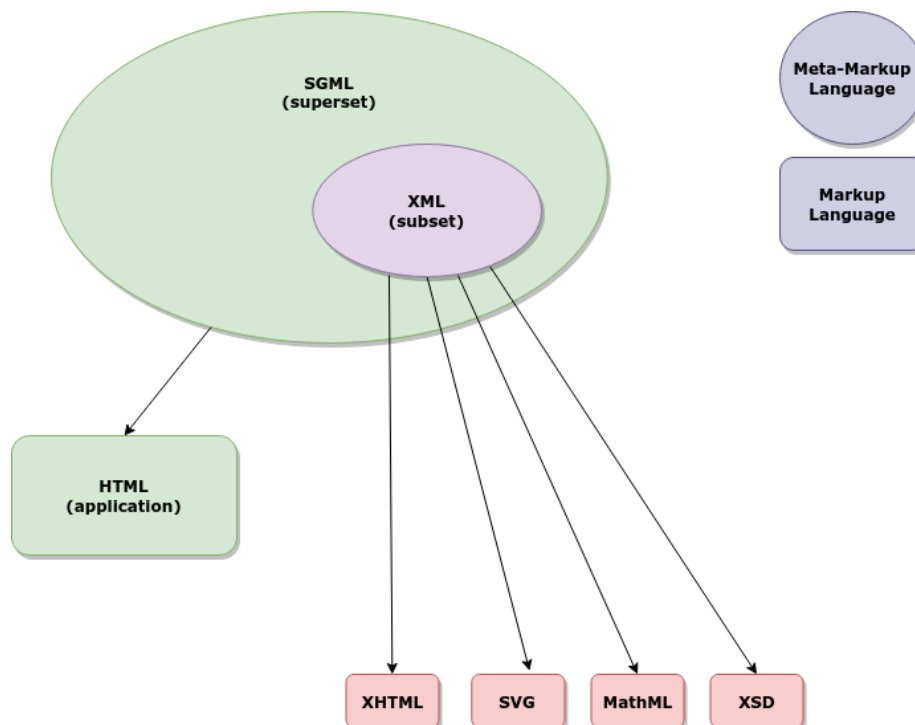 SGML
(superset)
Meta-Markup
Language
XML
(subset)
Markup
Language
HTML
(application)
XHTML
SVG
MathML
XSD